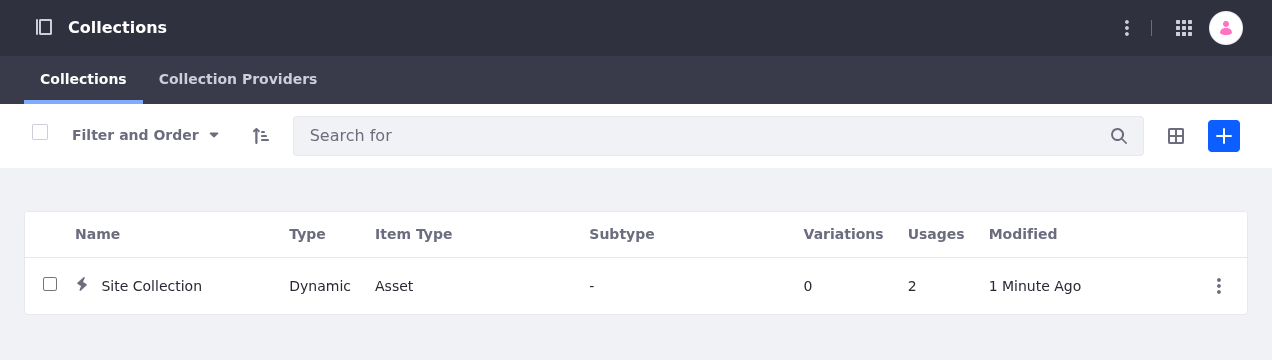 Collections
Collections Collection Providers
Filter and Order Search for
Name Type Item Type Subtype Variations Usages Modified
Site Collection Dynamic Asset - 0 2 1 Minute Ago